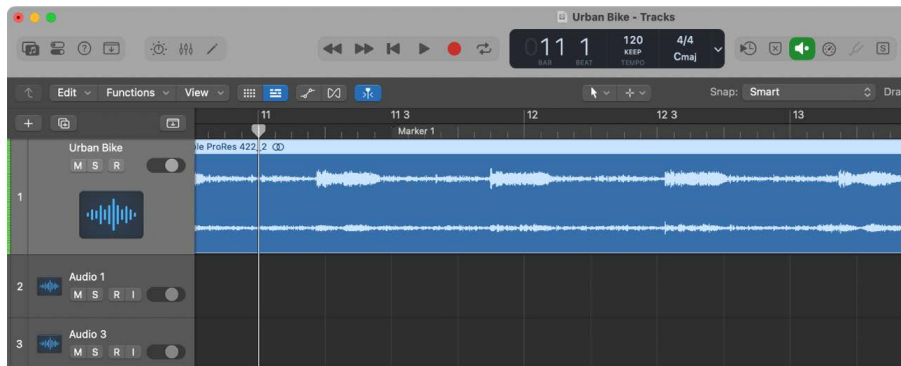 Urban Bike - Tracks
011 1
BAR BEAT
120
KEEP
TEMPO
4/4
Cmaj
S
Edit Functions View
Snap: Smart
Dra
11 11 3 12 12 3 13
Marker 1
Urban Bike
M S R
1
le ProRes 422_2
Audio 1
2
M S R I
Audio 3
3
M S R I